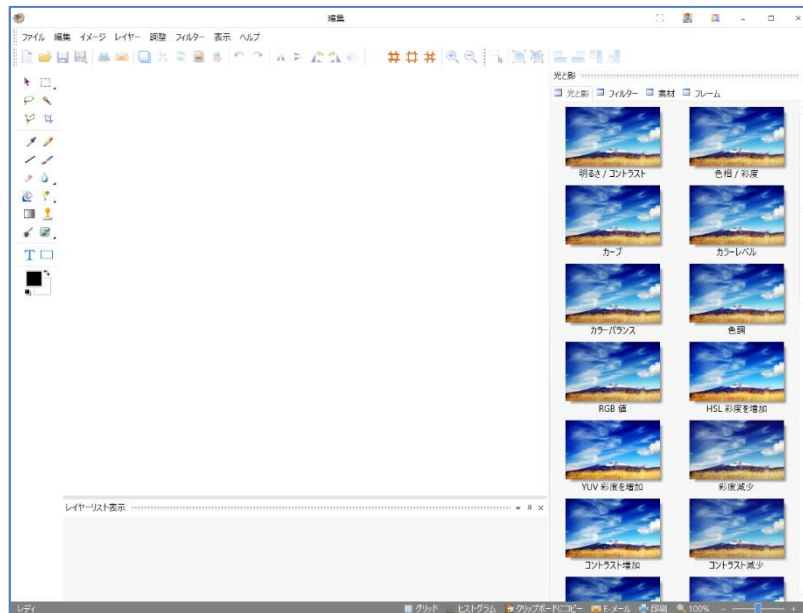 編集
ファイル 編集 イメージ レイヤー 調整 フィルター 表示 ヘルプ
光と影
光と影 フィルター 素材 フレーム
明るさ / コントラスト 色相 / 彩度
カーブ カラーレベル
カラーバランス 色調
RGB 値 HSL 彩度を増加
YUV 彩度を増加 彩度減少
コントラスト増加 コントラスト減少
T
レイヤーリスト表示
レディ グリッド ヒストグラム クリップボードにコピー E-メール 印刷 100%